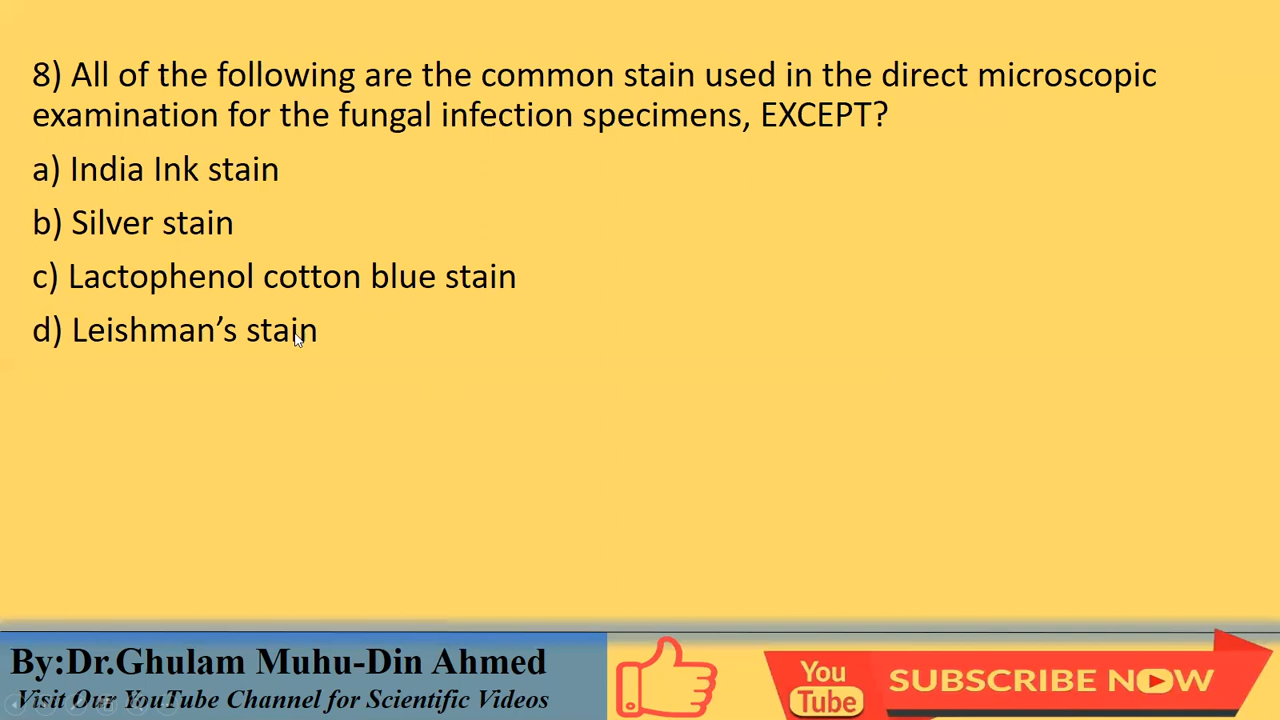 8) All of the following are the common stain used in the direct microscopic
examination for the fungal infection specimens, EXCEPT?
a) India Ink stain
b) Silver stain
c) Lactophenol cotton blue stain
d) Leishman’s stain
By:Dr.Ghulam Muhu-Din Ahmed
Visit Our YouTube Channel for Scientific Videos
You
Tube
SUBSCRIBE NOW